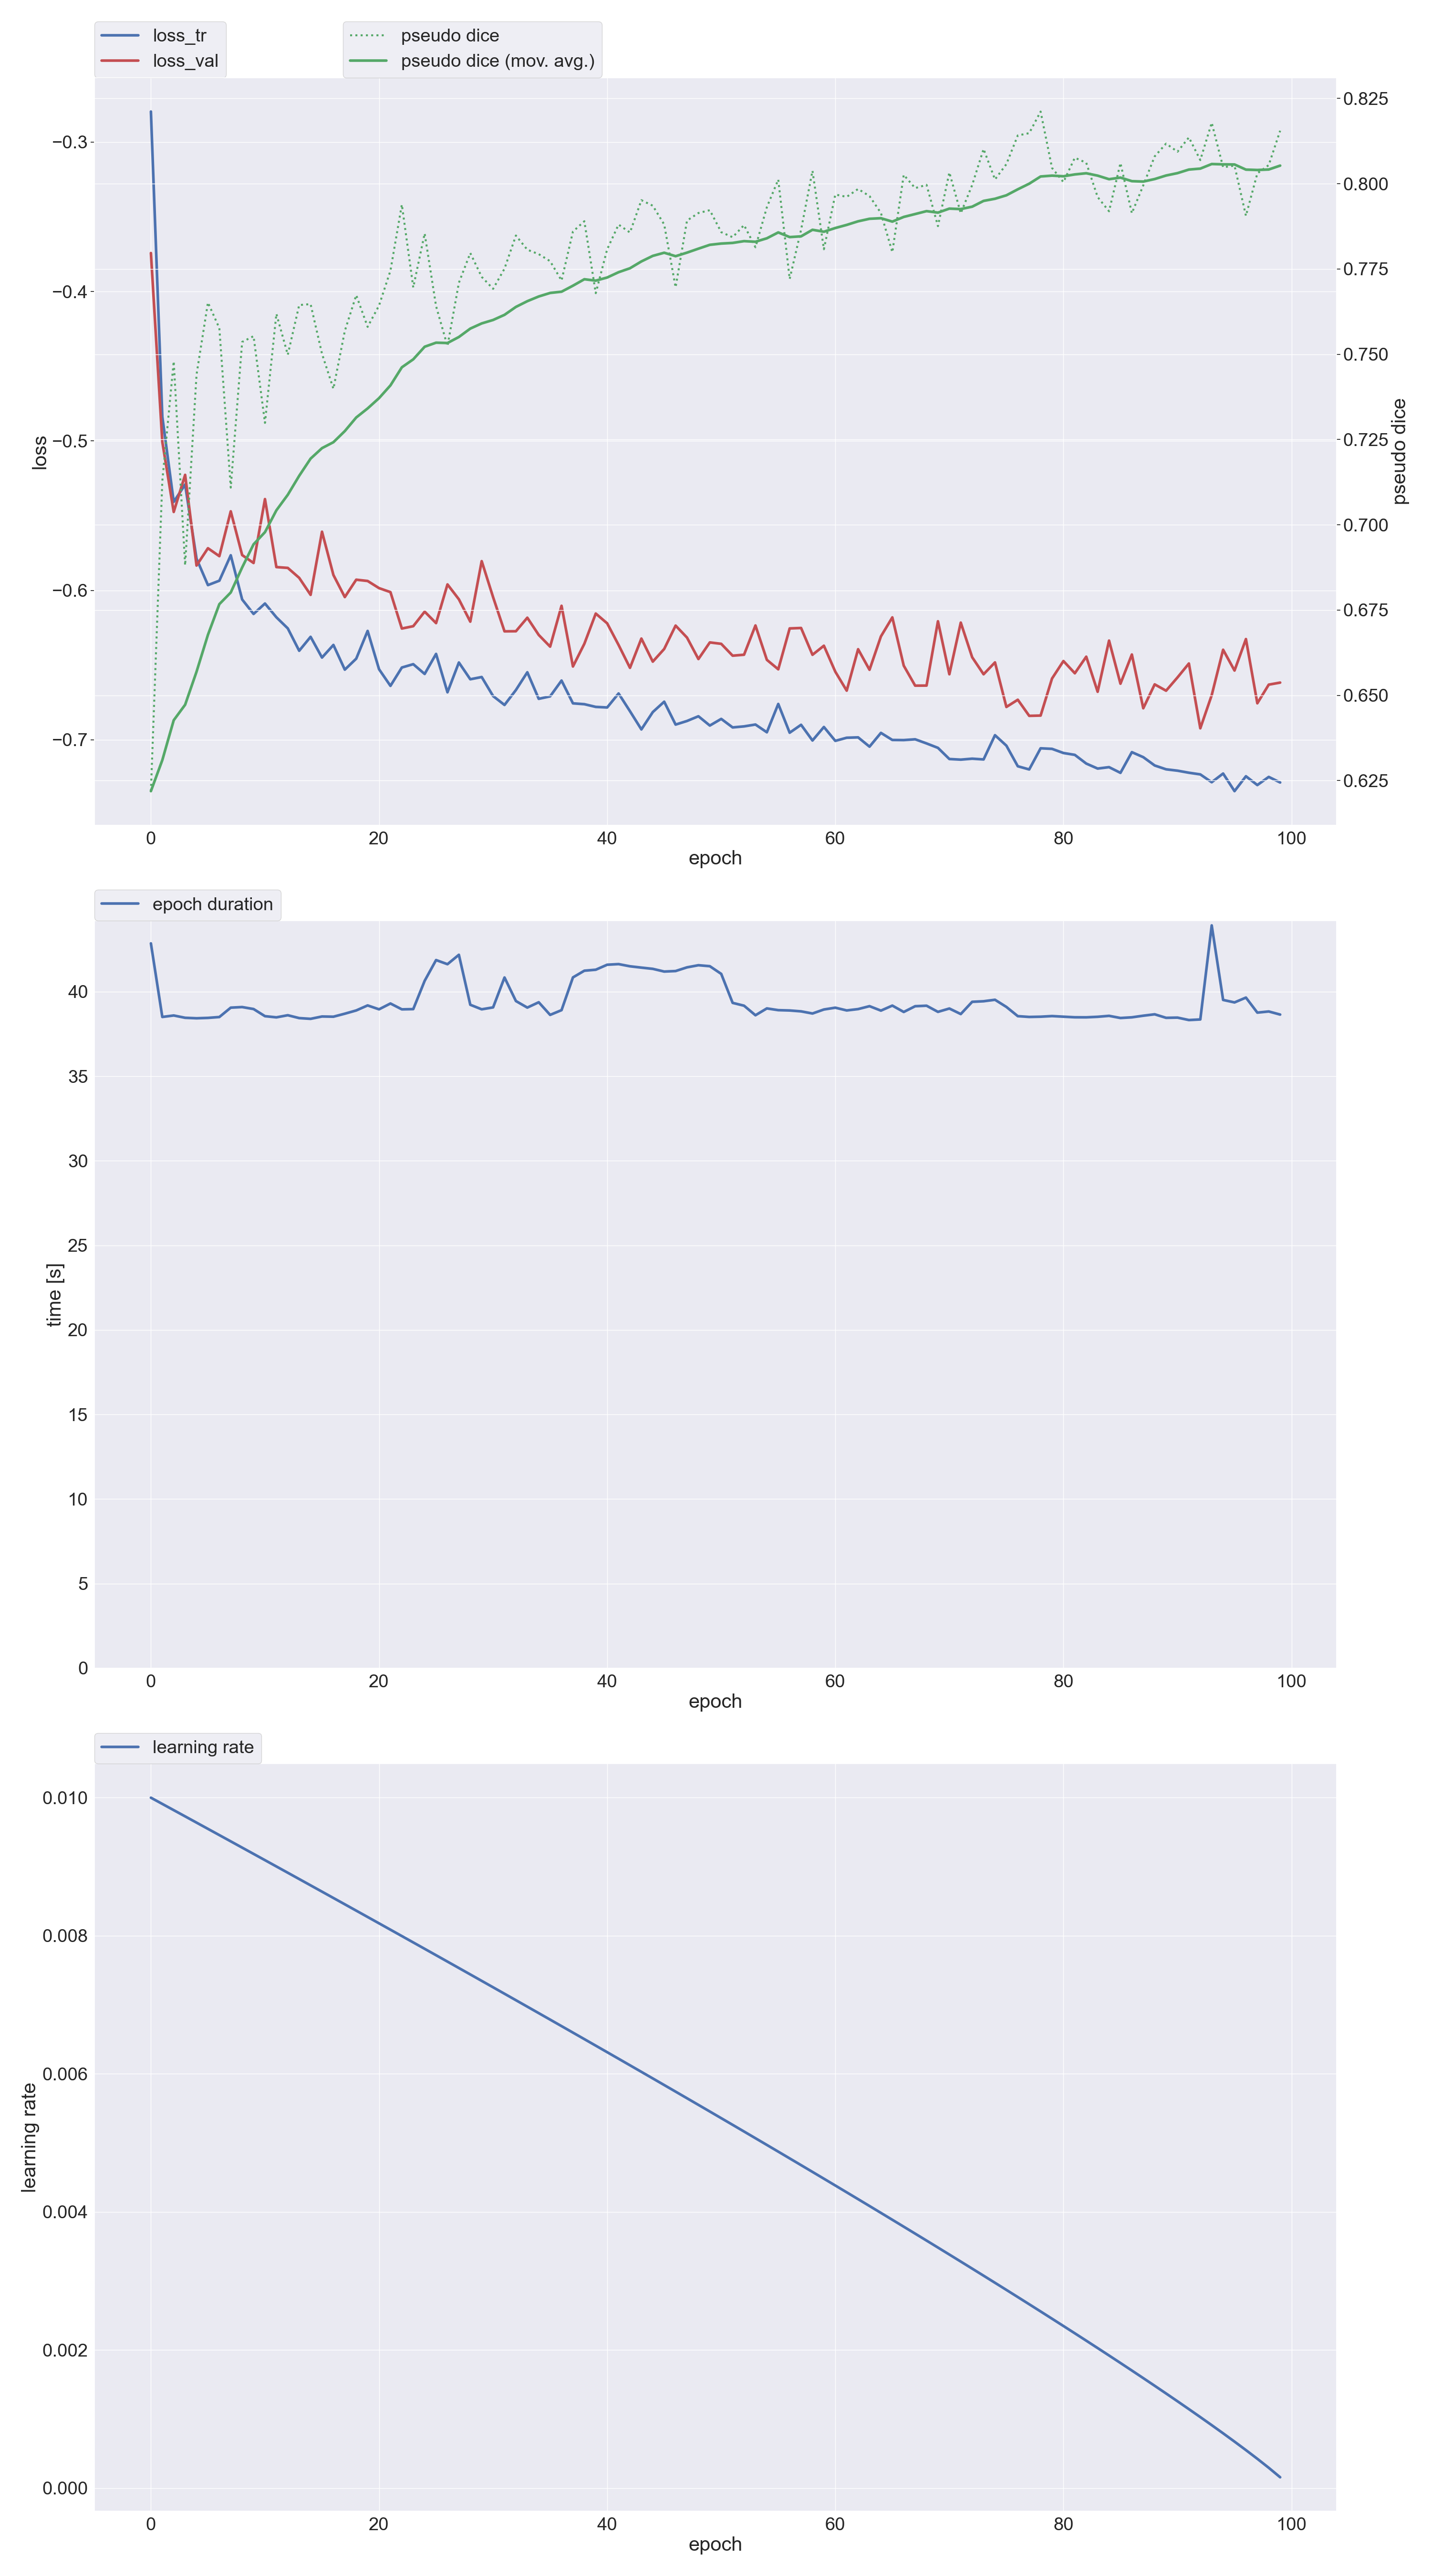 loss_tr
loss_val
pseudo dice
pseudo dice (mov. avg.)
−0.3
−0.4
−0.5
−0.6
−0.7
loss
0.825
0.800
0.775
0.750
0.725
0.700
0.675
0.650
0.625
pseudo dice
0 20 40 60 80 100
epoch
epoch duration
40
35
30
25
20
15
10
5
0
time [s]
0 20 40 60 80 100
epoch
learning rate
0.010
0.008
0.006
0.004
0.002
0.000
learning rate
0 20 40 60 80 100
epoch